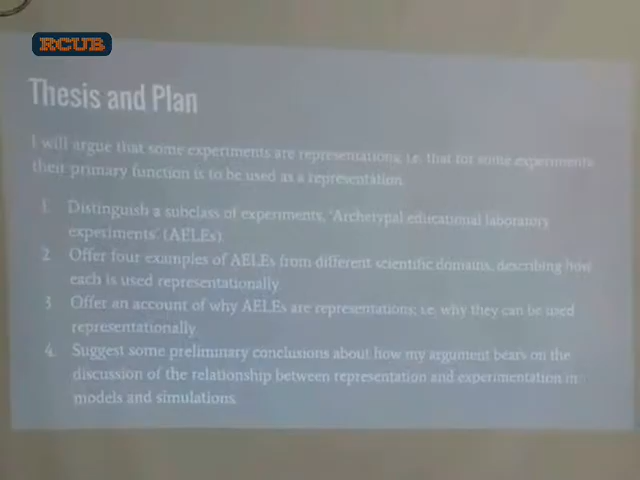 RCUB
Thesis and Plan
I will argue that some experiments are representations, i.e. that for some experiments
their primary function is to be used as a representation.
1. Distinguish a subclass of experiments, 'Archetypal educational laboratory
experiments' (AELEs).
2. Offer four examples of AELEs from different scientific domains, describing how
each is used representationally.
3. Offer an account of why AELEs are representations; i.e. why they can be used
representationally.
4. Suggest some preliminary conclusions about how my argument bears on the
discussion of the relationship between representation and experimentation in
models and simulations.